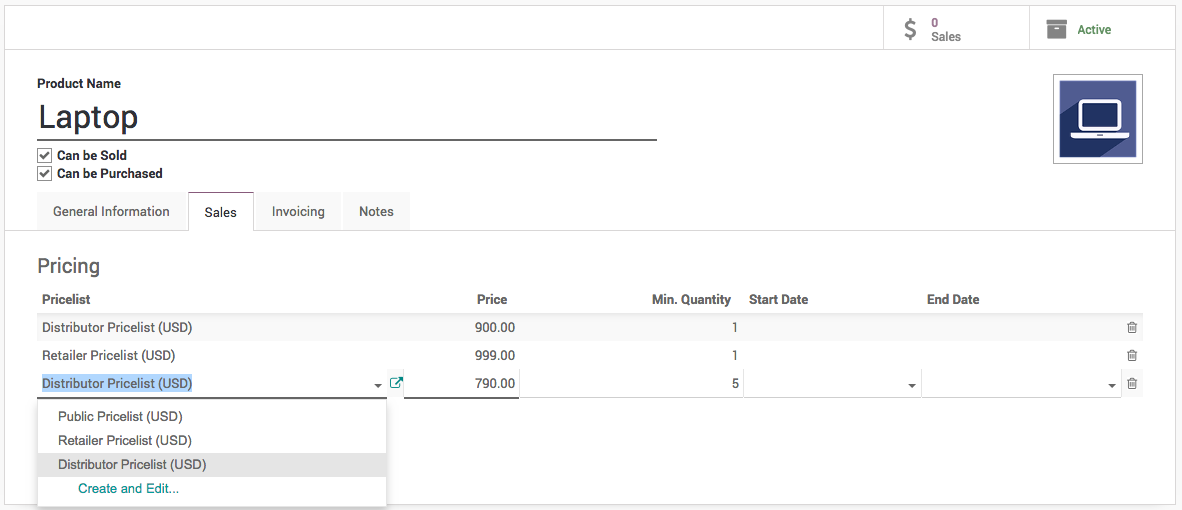 0
Sales
Active
Product Name
Laptop
Can be Sold
Can be Purchased
General Information Sales Invoicing Notes
Pricing
Pricelist Price Min. Quantity Start Date End Date
Distributor Pricelist (USD) 900.00 1
Retailer Pricelist (USD) 999.00 1
Distributor Pricelist (USD) 790.00 5
Public Pricelist (USD)
Retailer Pricelist (USD)
Distributor Pricelist (USD)
Create and Edit...